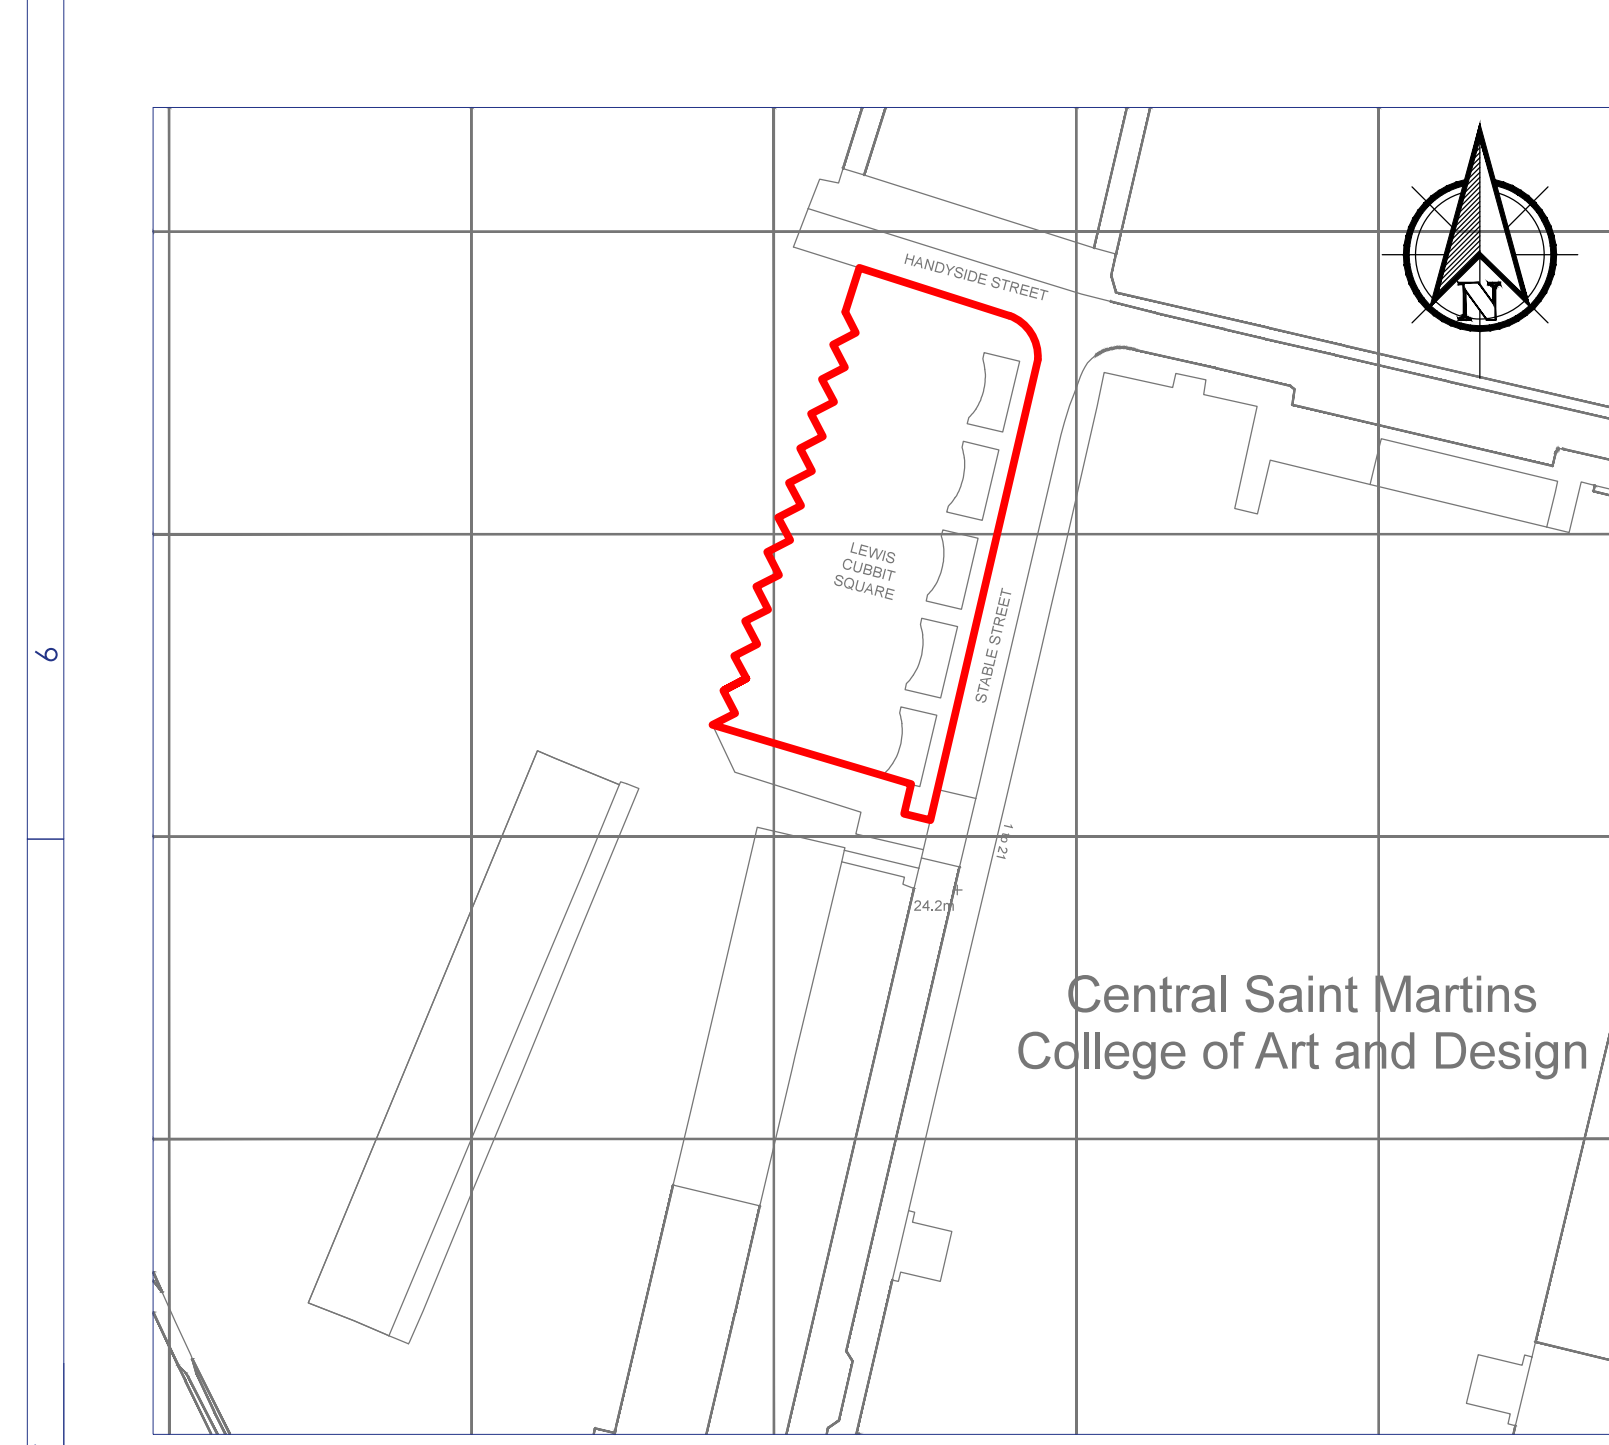 N
HANDYSIDE STREET
LEWIS
CUBBIT
SQUARE
STABLE STREET
6
1 to 21
24.2m
Central Saint Martins
College of Art and Design